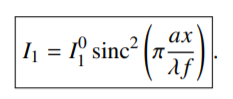 I₁ = I₁⁰ sinc² (π ax/λf).